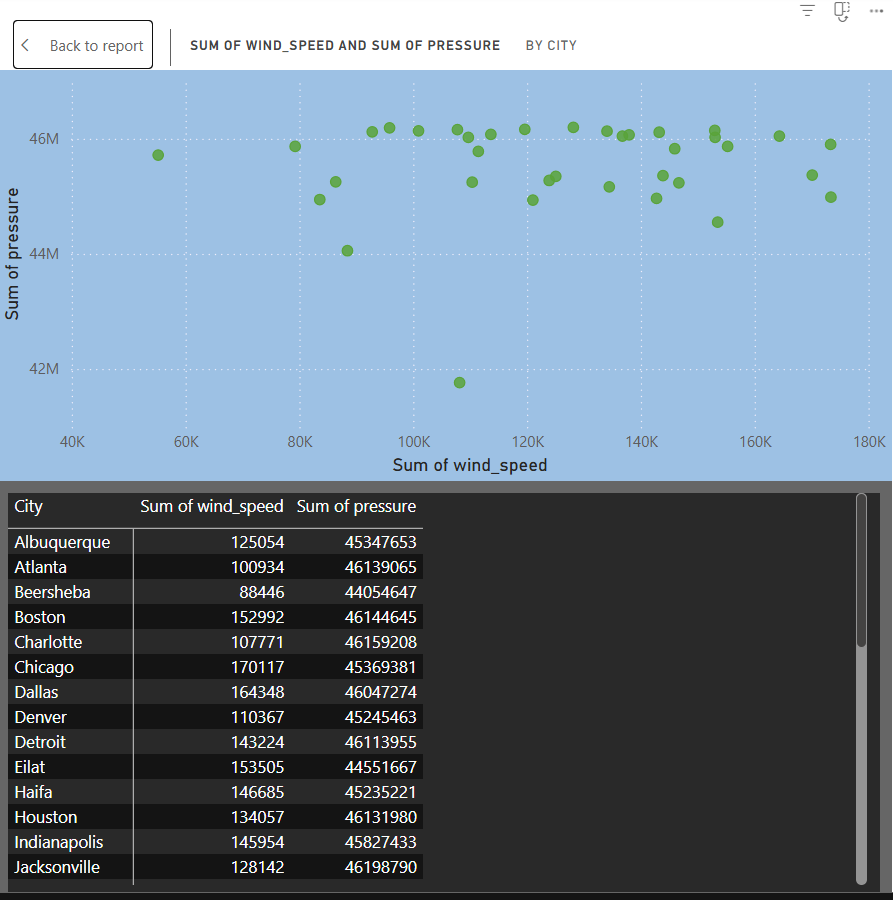 Back to report
SUM OF WIND_SPEED AND SUM OF PRESSURE BY CITY
46M
44M
42M
Sum of pressure
40K 60K 80K 100K 120K 140K 160K 180K
Sum of wind_speed
City Sum of wind_speed Sum of pressure
Albuquerque 125054 45347653
Atlanta 100934 46139065
Beersheba 88446 44054647
Boston 152992 46144645
Charlotte 107771 46159208
Chicago 170117 45369381
Dallas 164348 46047274
Denver 110367 45245463
Detroit 143224 46113955
Eilat 153505 44551667
Haifa 146685 45235221
Houston 134057 46131980
Indianapolis 145954 45827433
Jacksonville 128142 46198790